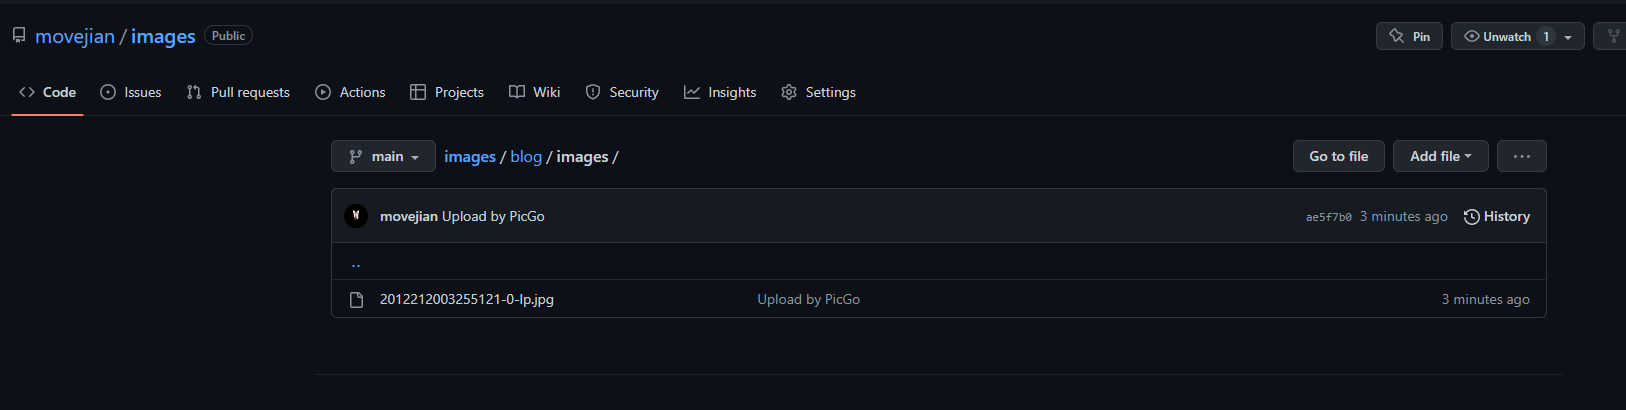 movejian / images Public
Pin Unwatch 1
Code Issues Pull requests Actions Projects Wiki Security Insights Settings
main images / blog / images / Go to file Add file ...
movejian Upload by PicGo ae5f7b0 3 minutes ago History
..
2012212003255121-0-lp.jpg Upload by PicGo 3 minutes ago